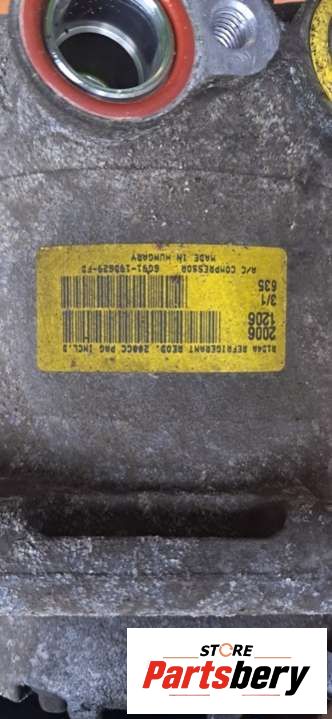 R134A REFRIGERANT REQD. 200CC PAG INCL.
2006
1206
3/1
635
A/C COMPRESSOR 6G91-19D629-FD
MADE IN HUNGARY
STORE
Partsbery